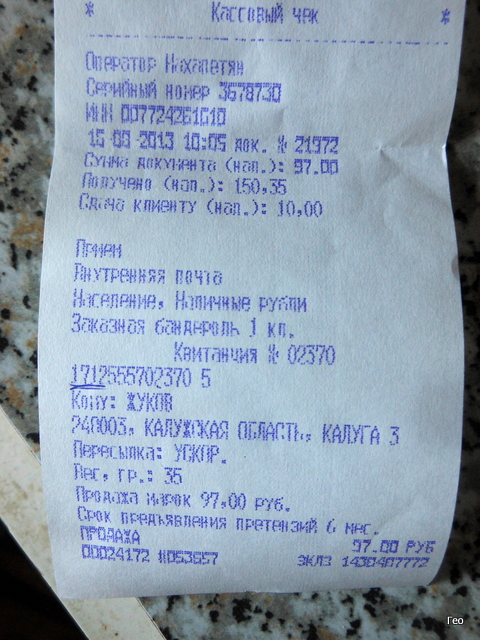 * Кассовый чек *
Оператор Нахапетян
Серийный номер 3678730
ИНН 007724261610
15-08-2013 10:05 док. № 21972
Сумма документа (нал.): 97.00
Получено (нал.): 150,35
Сдача клиенту (нал.): 10,00
Прием
Внутренняя почта
Население, Наличные рубли
Заказная бандероль 1 кл.
Квитанция № 02370
1712555702370 5
Кому: ЖУКОВ
248003, КАЛУЖСКАЯ ОБЛАСТЬ, КАЛУГА 3
Пересылка: УСКПР.
Вес, гр.: 35
Продажа марок 97,00 руб.
Срок предъявления претензий 6 мес.
ПРОДАЖА 97.00 РУБ
00024172 #053657 ЭКЛЗ 1430407772
Гео